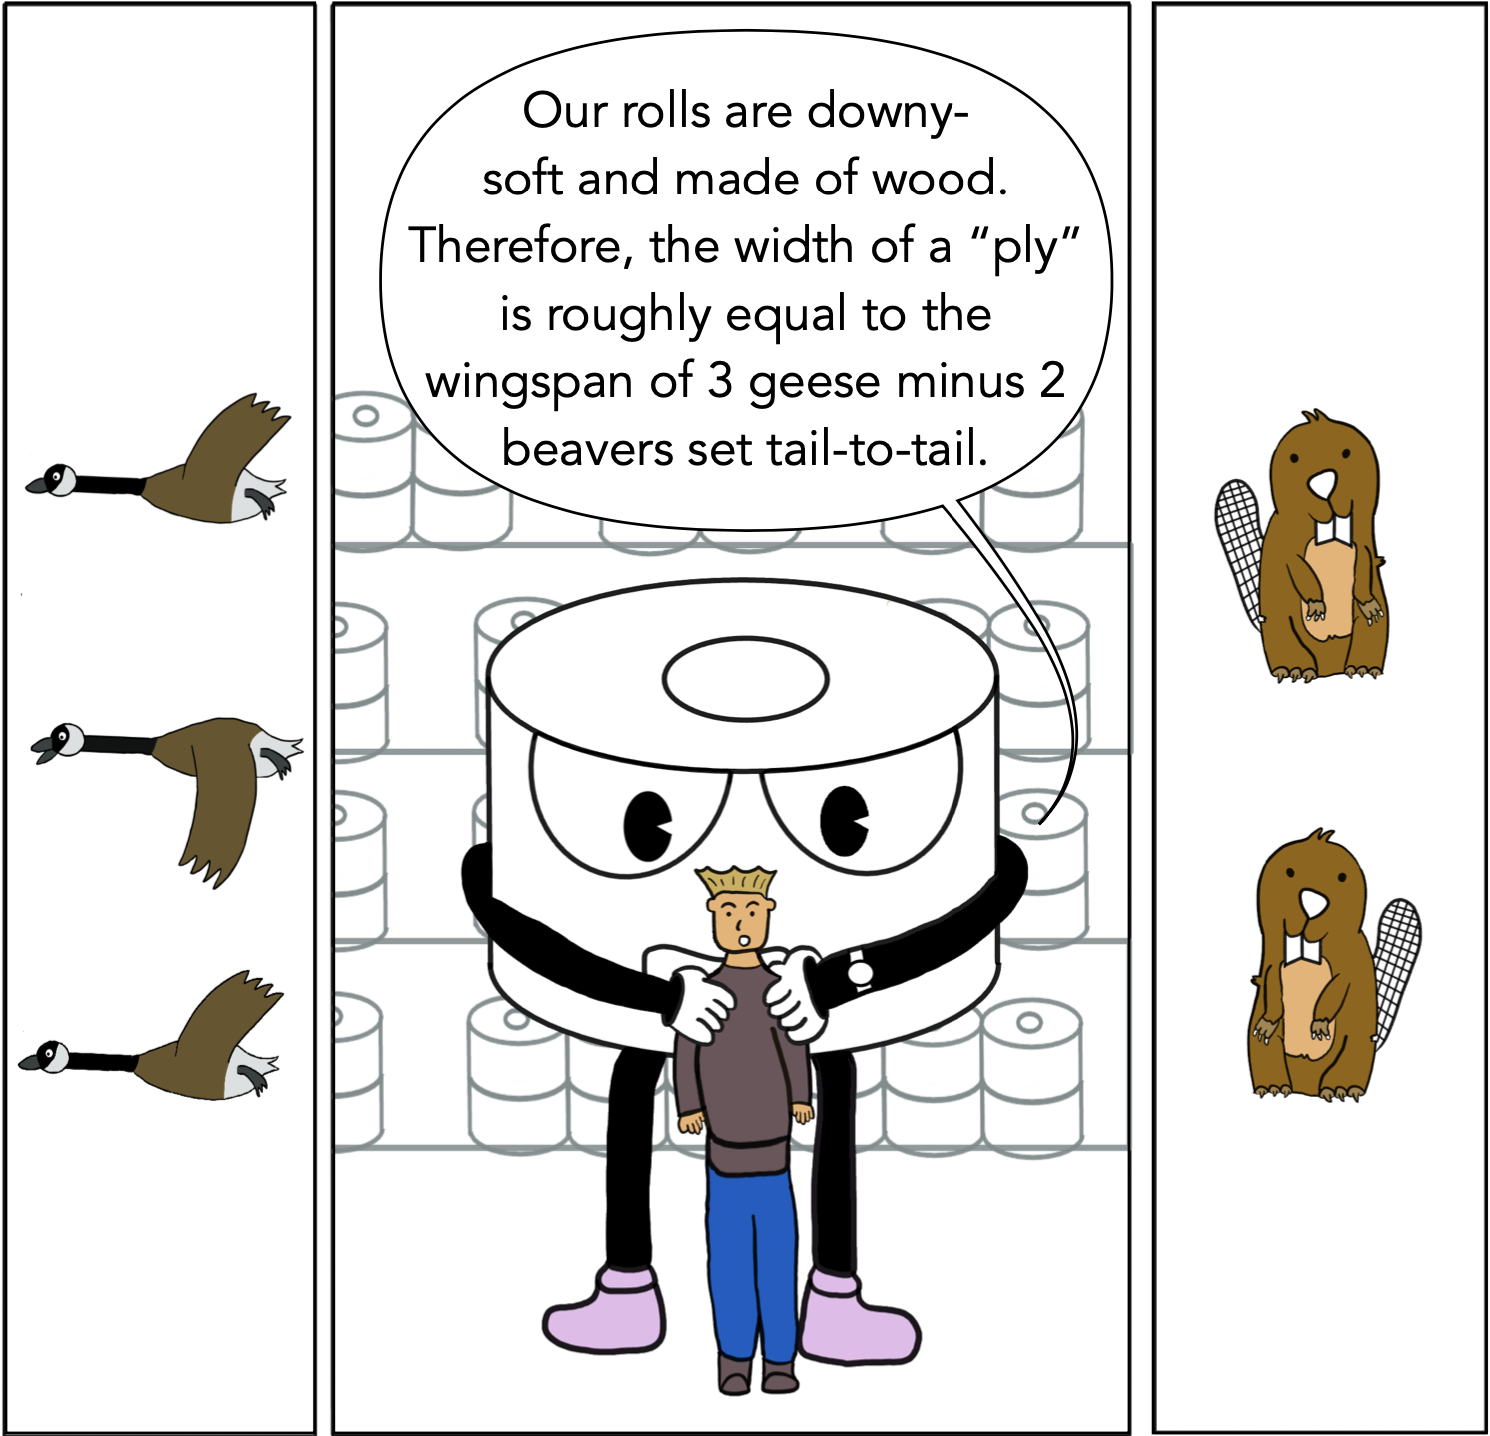 Our rolls are downy-
soft and made of wood.
Therefore, the width of a “ply”
is roughly equal to the
wingspan of 3 geese minus 2
beavers set tail-to-tail.